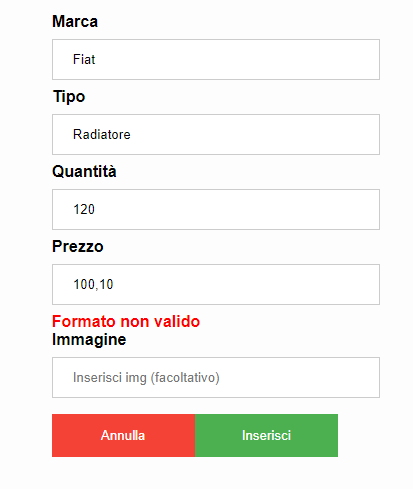 Marca
Fiat
Tipo
Radiatore
Quantità
120
Prezzo
100,10
Formato non valido
Immagine
Inserisci img (facoltativo)
Annulla
Inserisci